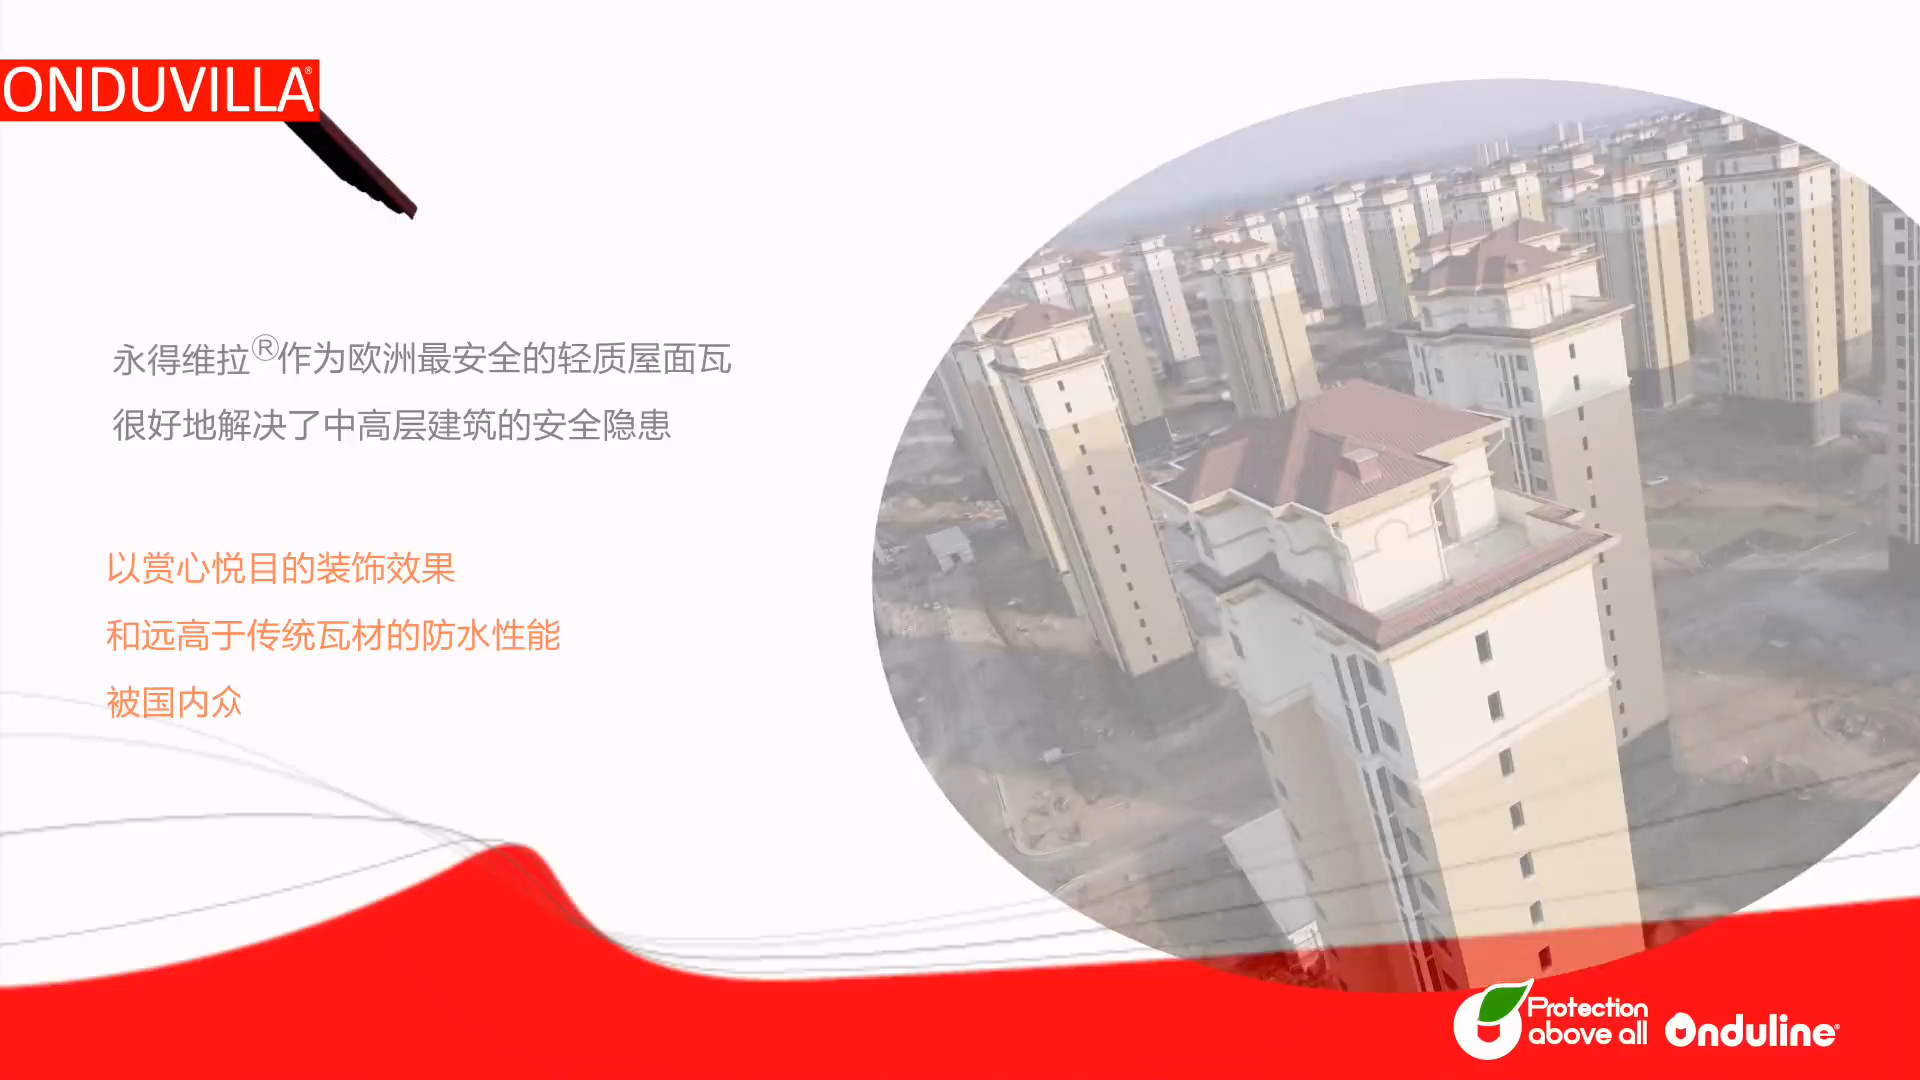 ONDUVILLA®
永得维拉®作为欧洲最安全的轻质屋面瓦
很好地解决了中高层建筑的安全隐患
以赏心悦目的装饰效果
和远高于传统瓦材的防水性能
被国内众
Protection
above all
Onduline®